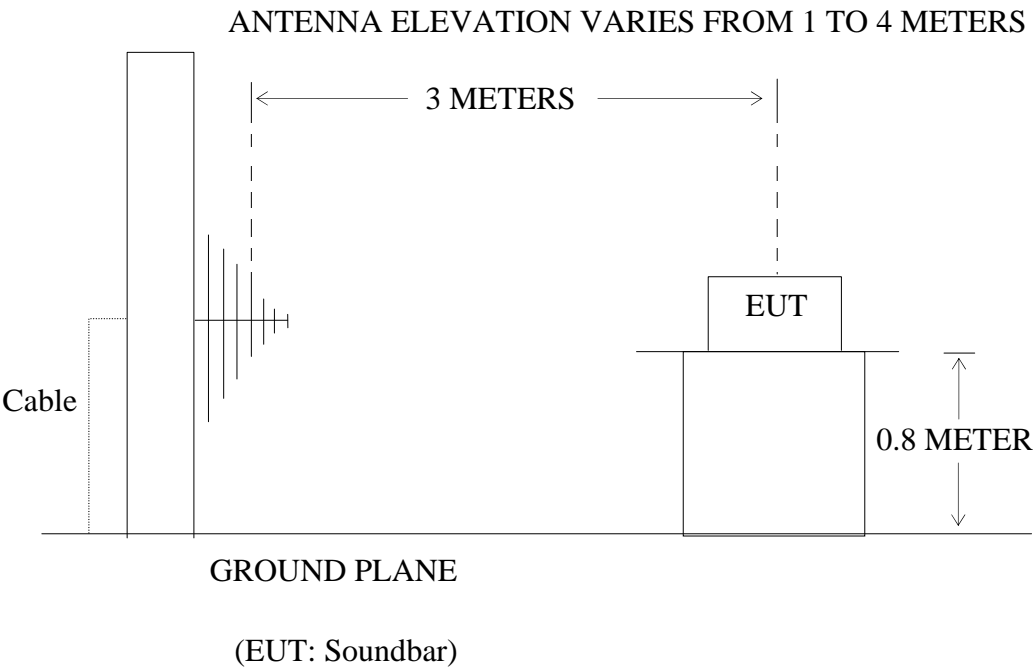 ANTENNA ELEVATION VARIES FROM 1 TO 4 METERS
3 METERS
EUT
Cable
0.8 METER
GROUND PLANE
(EUT: Soundbar)